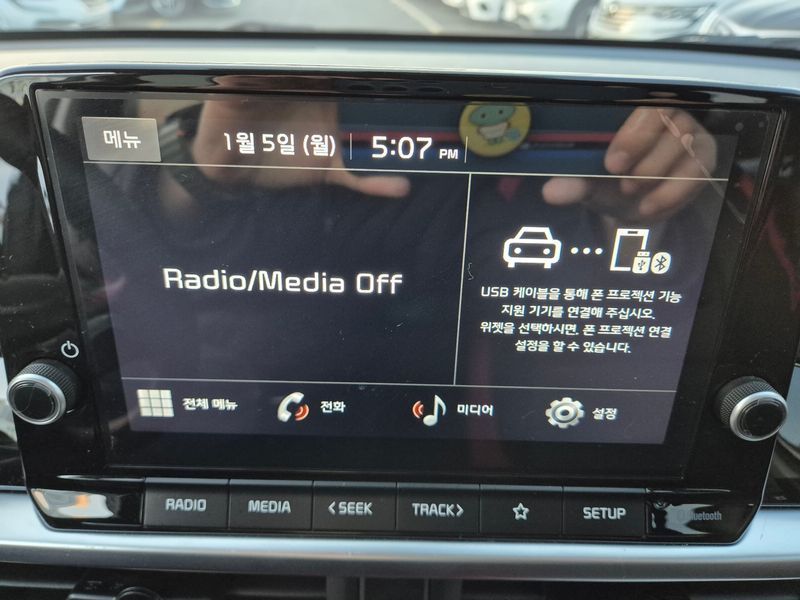 메뉴
1월 5일 (월)
5:07 PM
Radio/Media Off
USB 케이블을 통해 폰 프로젝션 기능
지원 기기를 연결해 주십시오.
위젯을 선택하시면, 폰 프로젝션 연결
설정을 할 수 있습니다.
전체 메뉴
전화
미디어
설정
RADIO
MEDIA
<SEEK
TRACK>
SETUP
Bluetooth